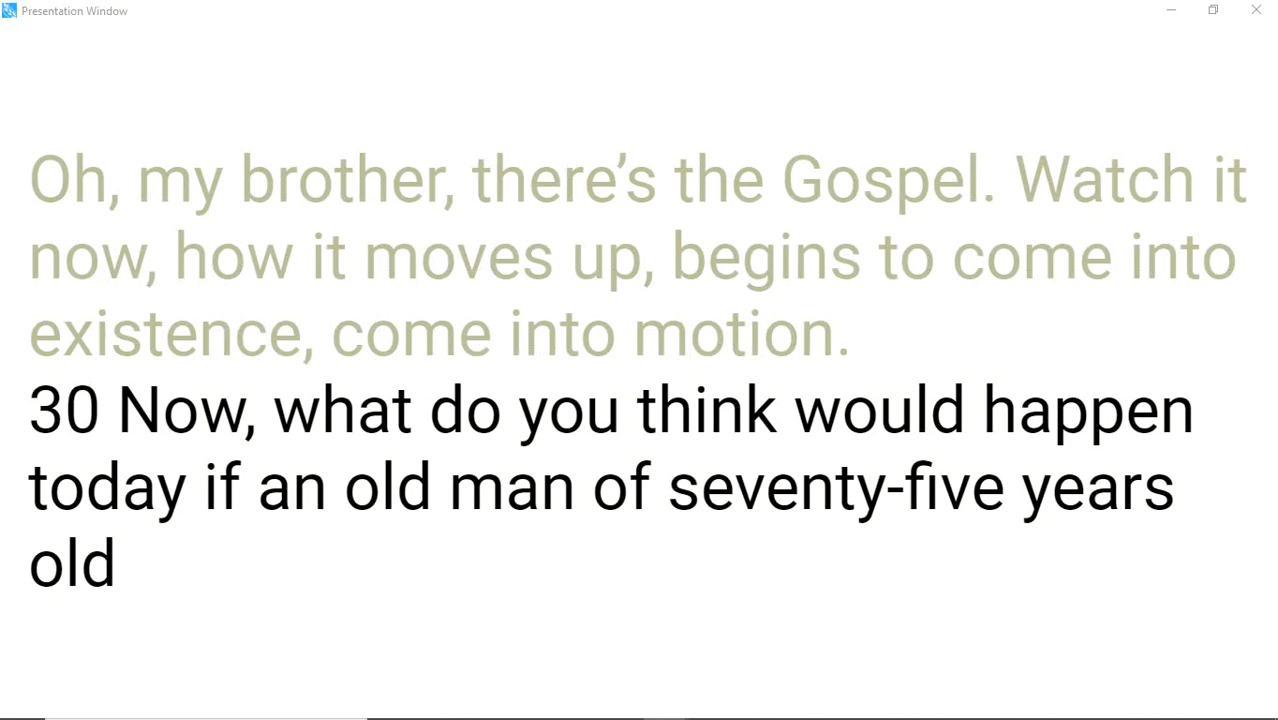 Presentation Window
Oh, my brother, there’s the Gospel. Watch it
now, how it moves up, begins to come into
existence, come into motion.
30 Now, what do you think would happen
today if an old man of seventy-five years
old